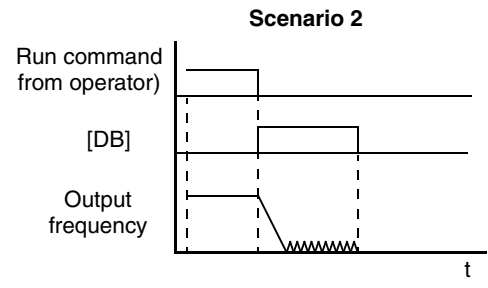 Scenario 2
Run command
from operator)
[DB]
Output
frequency
t